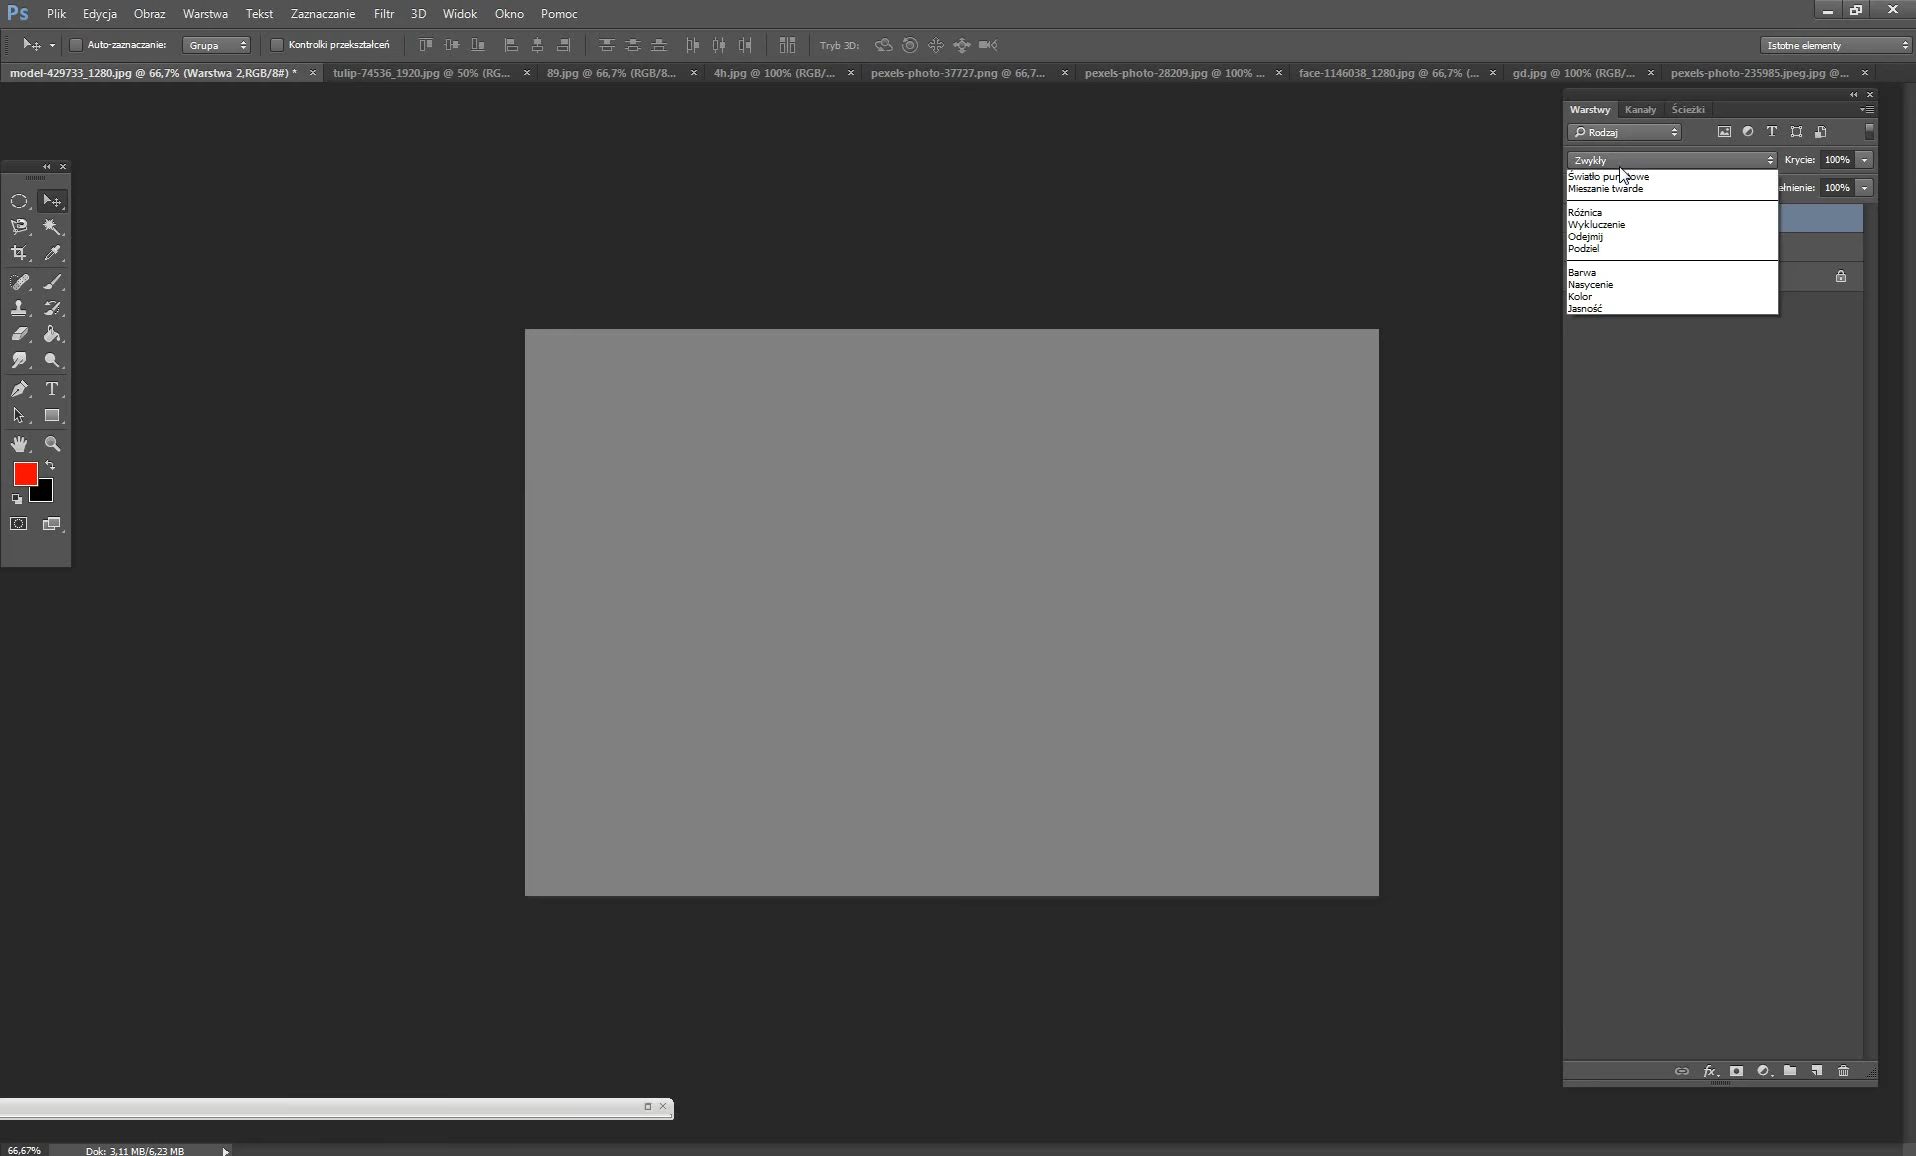 Ps Plik Edycja Obraz Warstwa Tekst Zaznaczanie Filtr 3D Widok Okno Pomoc
Auto-zaznaczanie: Grupa Kontrolki przekształceń Tryb 3D: Istotne elementy
model-429733_1280.jpg @ 66,7% (Warstwa 2,RGB/8#) * tulip-74536_1920.jpg @ 50% (RG... 89.jpg @ 66,7% (RGB/8... 4h.jpg @ 100% (RGB/... pexels-photo-37727.png @ 66,7... pexels-photo-28209.jpg @ 100% ... face-1146038_1280.jpg @ 66,7% (... gd.jpg @ 100% (RGB/... pexels-photo-235985.jpeg.jpg @...
Warstwy Kanały Ścieżki
Rodzaj
Zwykły Krycie: 100%
Światło
Mieszanie twarde 100%
Różnica
Wykluczenie
Odejmij
Podziel
Barwa
Nasycenie
Kolor
Jasność
66,67% Dok: 3,11 MB/6,23 MB